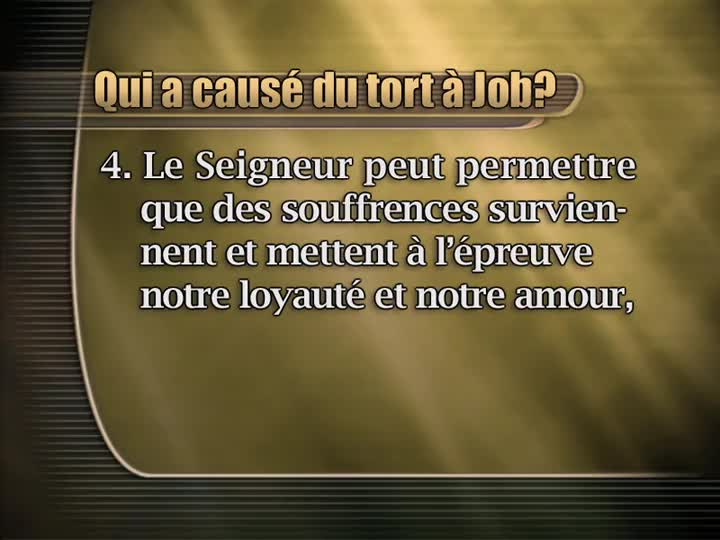 Qui a causé du tort à Job?
4. Le Seigneur peut permettre
que des souffrences survien-
nent et mettent à l'épreuve
notre loyauté et notre amour,